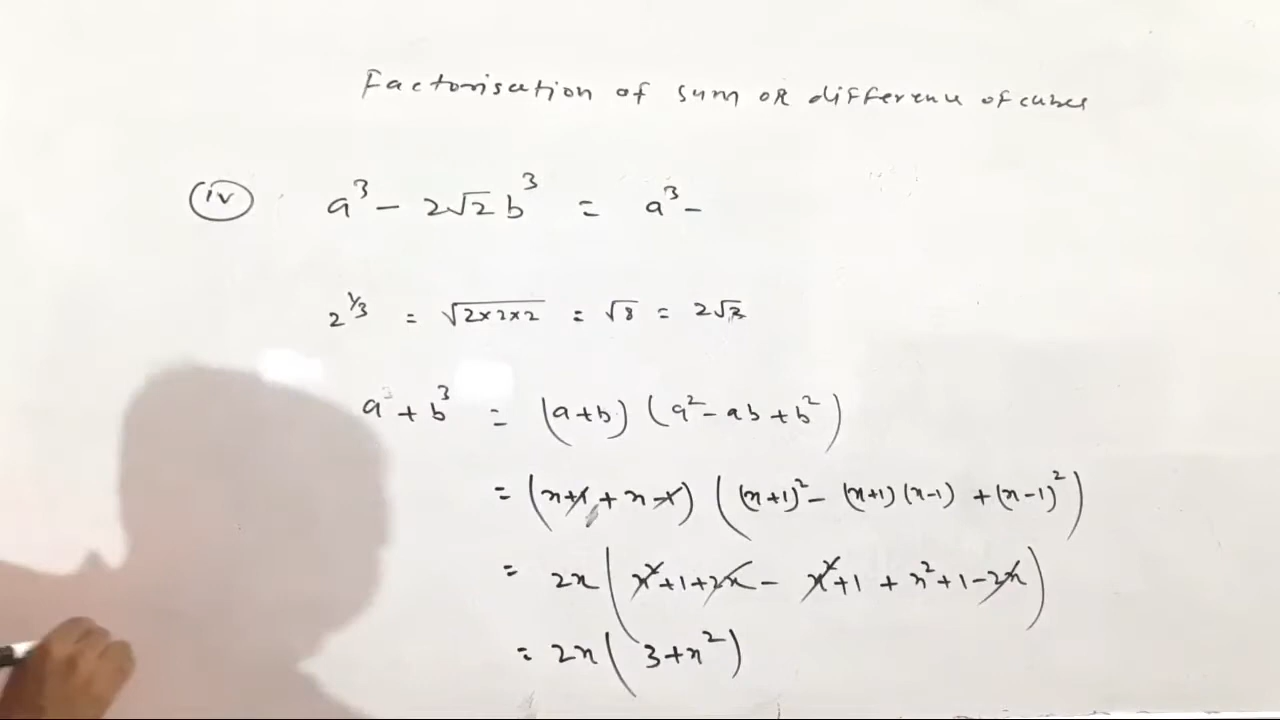 Factorisation of sum OR difference of cubes
iv a³ - 2√2 b³ = a³ -
2^1/3 = √2×2×2 = √8 = 2√2
a³ + b³ = (a+b) (a² - ab + b²)
= (x+1 + x-1) ((x+1)² - (x+1)(x-1) + (x-1)²)
= 2x (x²+1+2x - x²+1 + x²+1-2x)
= 2x (3+x²)